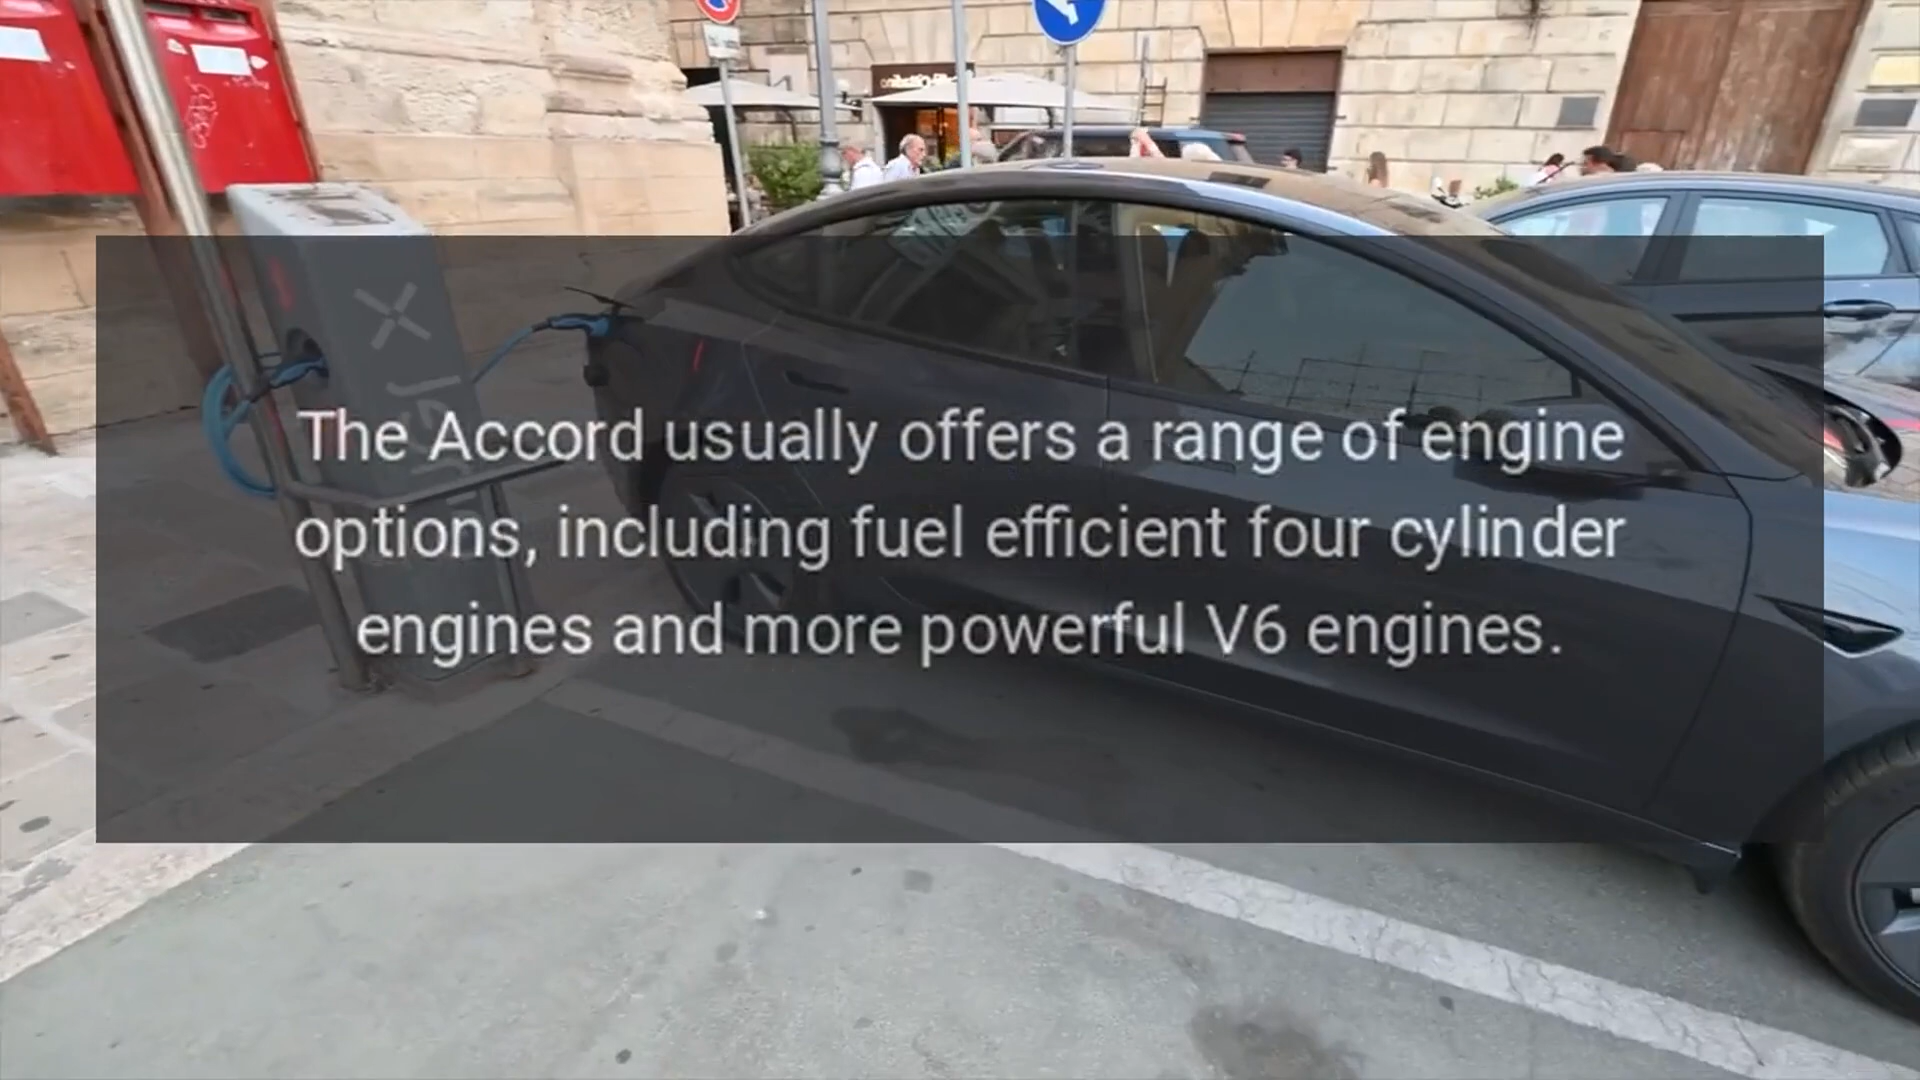 The Accord usually offers a range of engine
options, including fuel efficient four cylinder
engines and more powerful V6 engines.